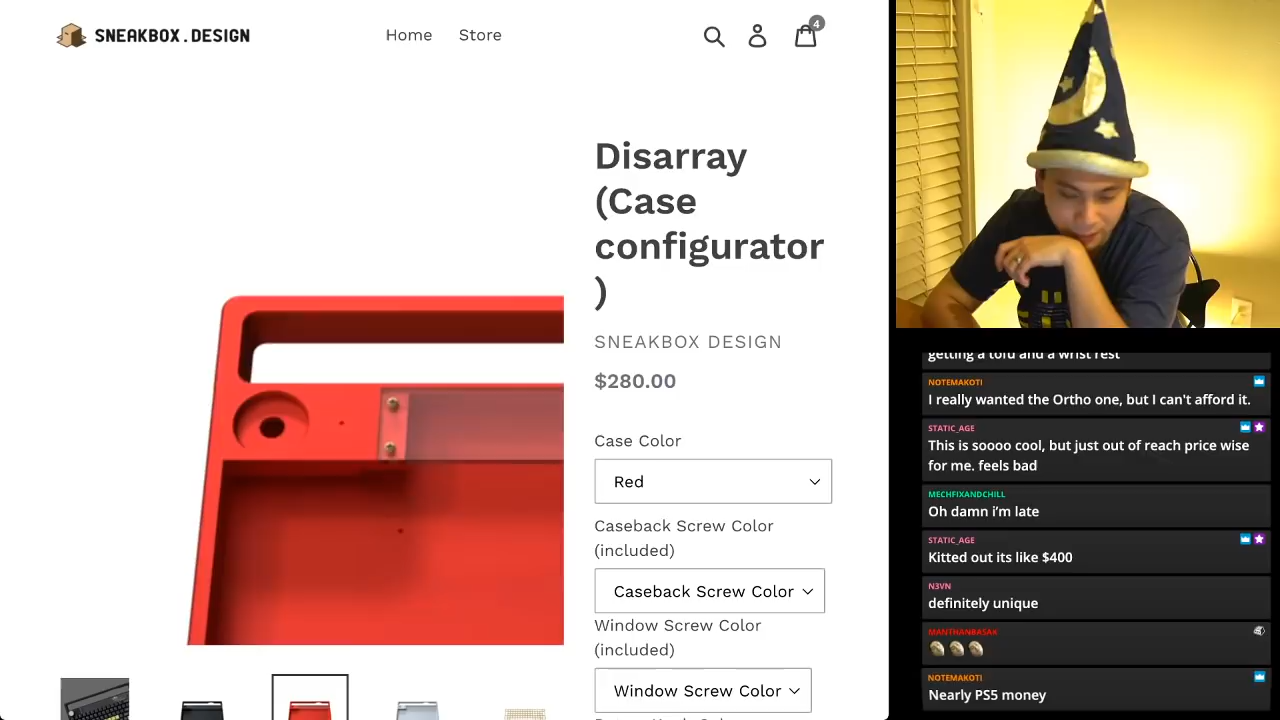 SNEAKBOX.DESIGN
Home
Store
4
Disarray
(Case
configurator
)
SNEAKBOX DESIGN
$280.00
Case Color
Red
Caseback Screw Color
(included)
Caseback Screw Color
Window Screw Color
(included)
Window Screw Color
getting a tofu and a wrist rest
NOTEMAKOTI
I really wanted the Ortho one, but I can't afford it.
STATIC_AGE
This is soooo cool, but just out of reach price wise
for me. feels bad
MECHFIXANDCHILL
Oh damn i'm late
STATIC_AGE
Kitted out its like $400
N3VN
definitely unique
MANTHANBASAK
NOTEMAKOTI
Nearly PS5 money